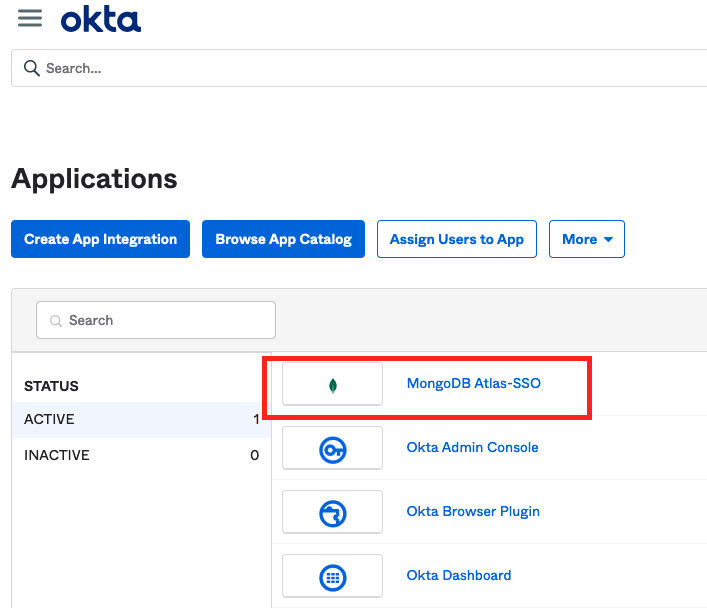 okta
Search...
Applications
Create App Integration
Browse App Catalog
Assign Users to App
More
Search
STATUS
ACTIVE 1
INACTIVE 0
MongoDB Atlas-SSO
Okta Admin Console
Okta Browser Plugin
Okta Dashboard